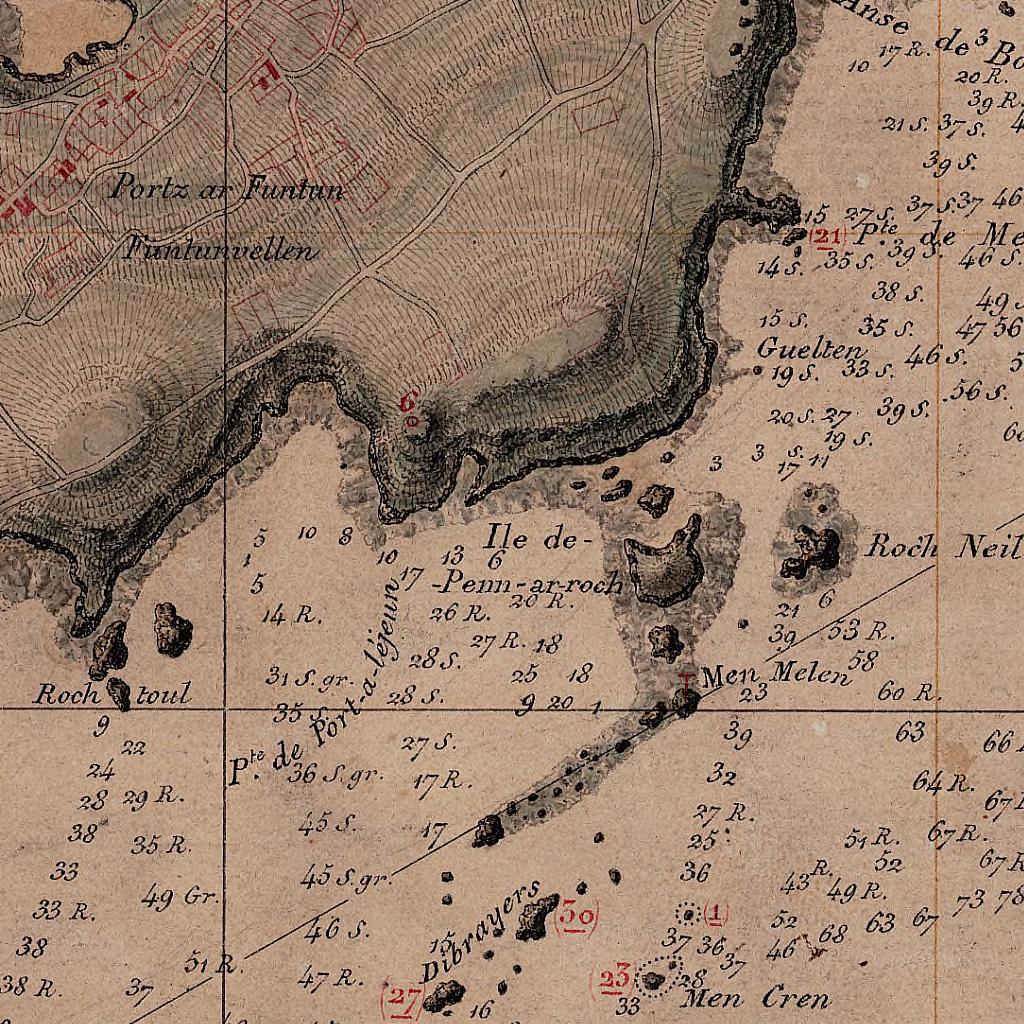 Anse de 3 Bo
17 R.
10
20 R.
39 R.
21 S. 37 S. 4
39 S.
Portz ar Funtun
15 27 S. 37 S. 37 46
(21) P.te de Me
Funtunvellen
39 S.
14 S. 35 S. 46 S.
38 S. 49 S
15 S. 35 S. 47 56
Guelten 46 S. 5
19 S. 33 S.
56 S.
6
20 S. 27 39 S.
19 S.
3 3 S. 17 11
5 10 8 Ile de-
1 10 13 6
Roch Neil
5 17 -Penn-ar-roch
14 R. 26 R. 20 R.
21 6
27 R. 18
39 53 R.
28 S.
31 S. gr. 25 18
Men Melen 58
Roch toul
28 S. 9 20 1
23 60 R.
35 S
P.te de Port-a-lejeun
9
22 27 S.
39 63 66 R
24 36 S. gr. 17 R.
32 64 R.
28 29 R.
27 R. 67 R
38 45 S. 17
25 51 R. 67 R.
35 R.
33 45 S. gr.
36 52 67 R
43 R. 49 R.
49 Gr.
33 R.
73 78
46 S.
(30) (1) 52 63 67
38
15 Dibrayers
37 36 46 68
51 R.
37
38 R. 37 47 R.
(27) 16
(23) 28
33 Men Cren